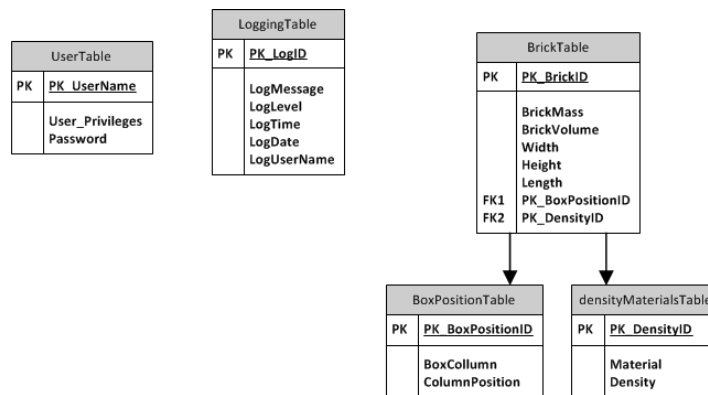 UserTable
PK PK_UserName
User_Privileges
Password
LoggingTable
PK PK_LogID
LogMessage
LogLevel
LogTime
LogDate
LogUserName
BrickTable
PK PK_BrickID
BrickMass
BrickVolume
Width
Height
Length
FK1 PK_BoxPositionID
FK2 PK_DensityID
BoxPositionTable
PK PK_BoxPositionID
BoxCollumn
ColumnPosition
densityMaterialsTable
PK PK_DensityID
Material
Density